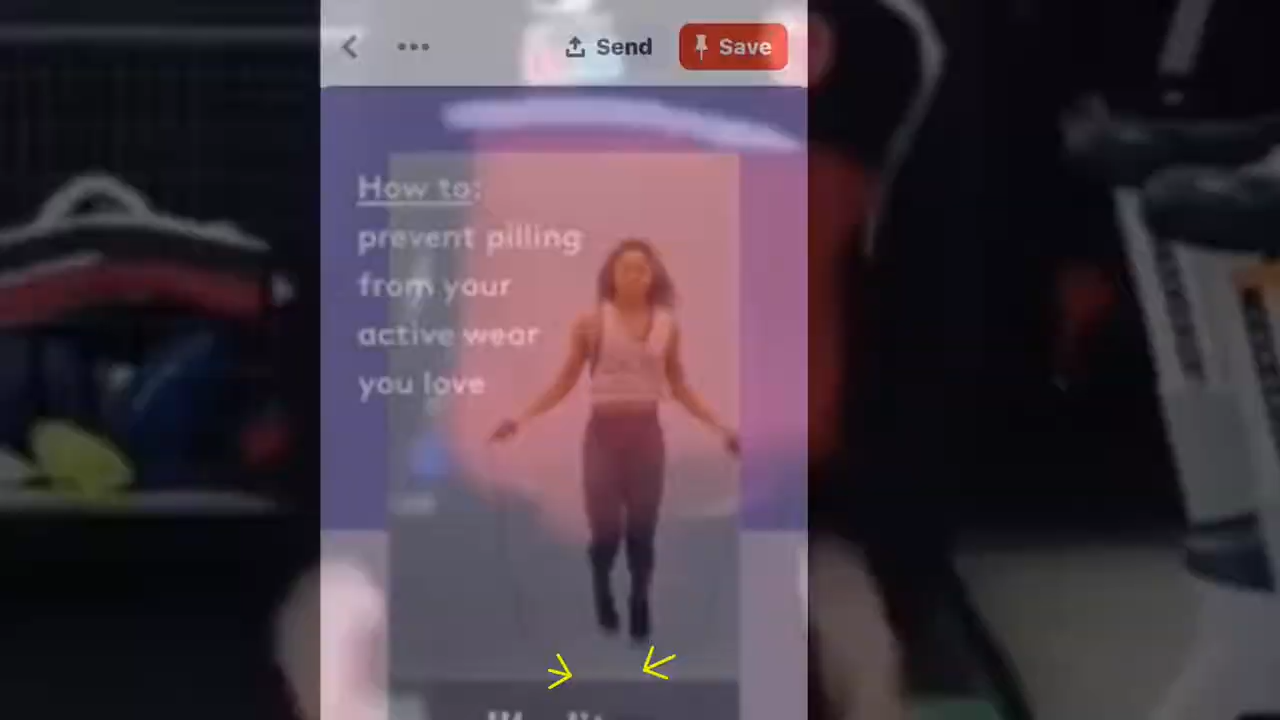 Send
Save
How to:
prevent pilling
from your
active wear
you love